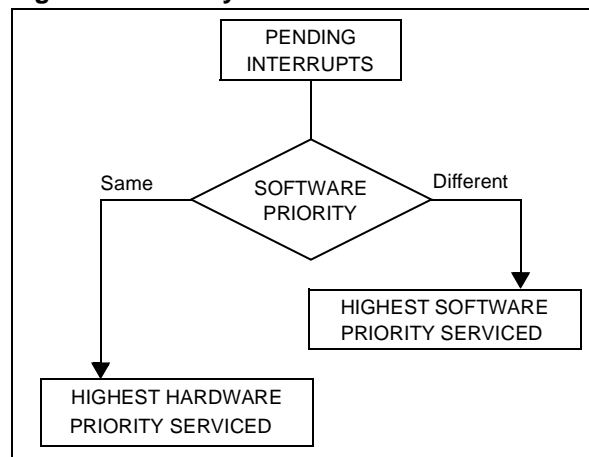 PENDING
INTERRUPTS
Same
SOFTWARE
PRIORITY
Different
HIGHEST SOFTWARE
PRIORITY SERVICED
HIGHEST HARDWARE
PRIORITY SERVICED